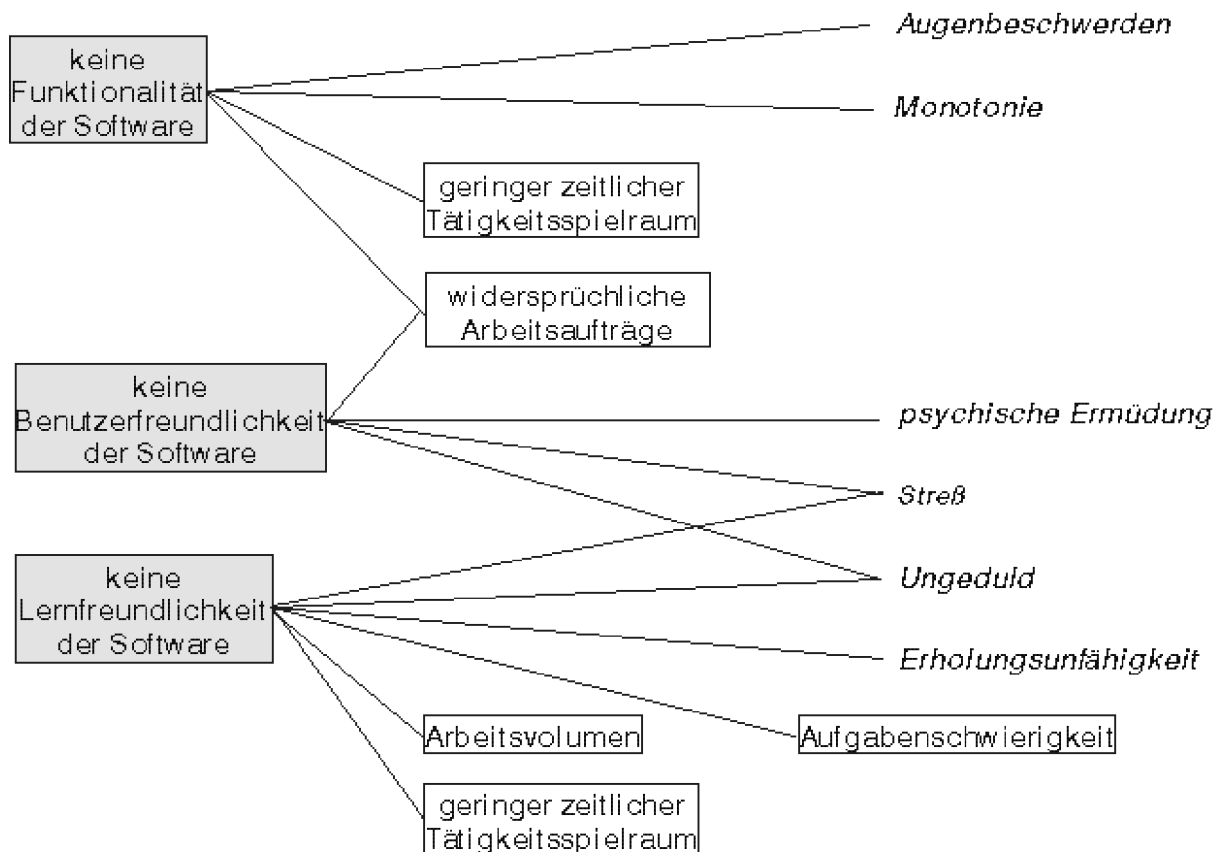 Augenbeschwerden
keine
Funktionalität
der Software
Monotonie
geringer zeitlicher
Tätigkeitsspielraum
widersprüchliche
Arbeitsaufträge
keine
Benutzerfreundlichkeit
der Software
psychische Ermüdung
Streß
keine
Lernfreundlichkeit
der Software
Ungeduld
Erholungsunfähigkeit
Arbeitsvolumen
Aufgabenschwierigkeit
geringer zeitlicher
Tätigkeitsspielraum